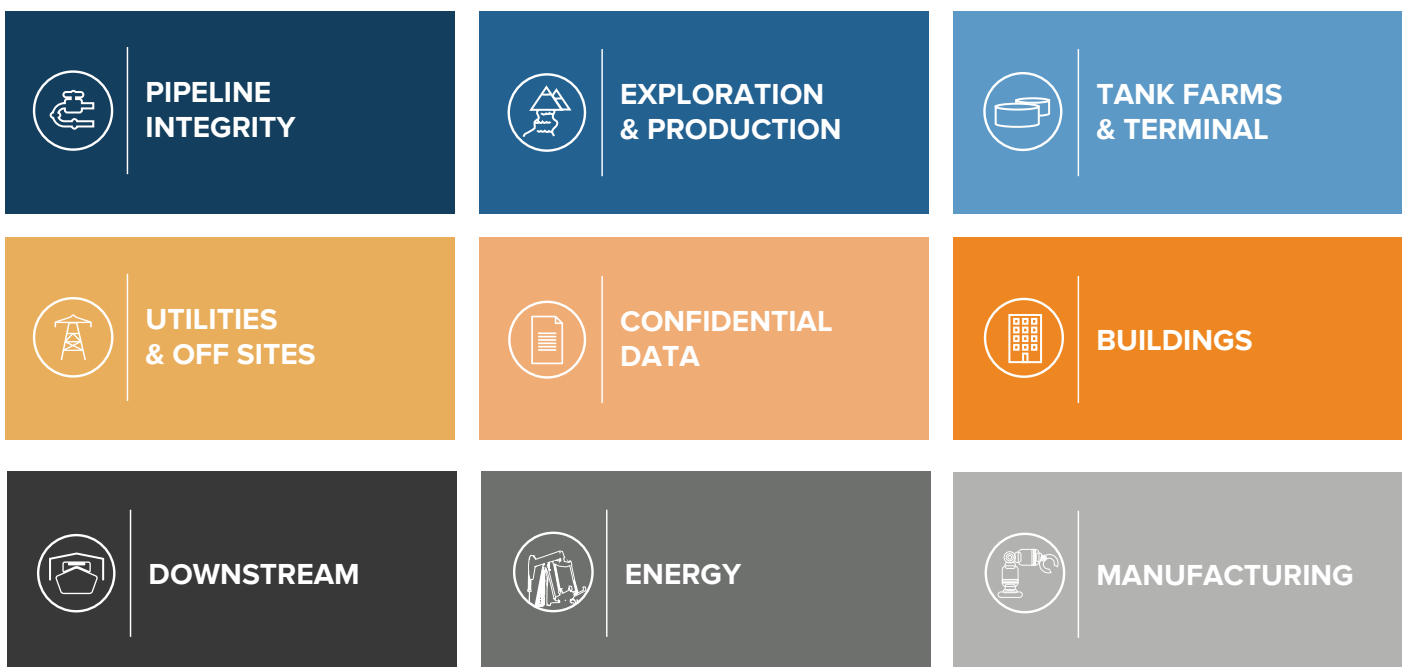 PIPELINE
INTEGRITY
EXPLORATION
& PRODUCTION
TANK FARMS
& TERMINAL
UTILITIES
& OFF SITES
CONFIDENTIAL
DATA
BUILDINGS
DOWNSTREAM
ENERGY
MANUFACTURING